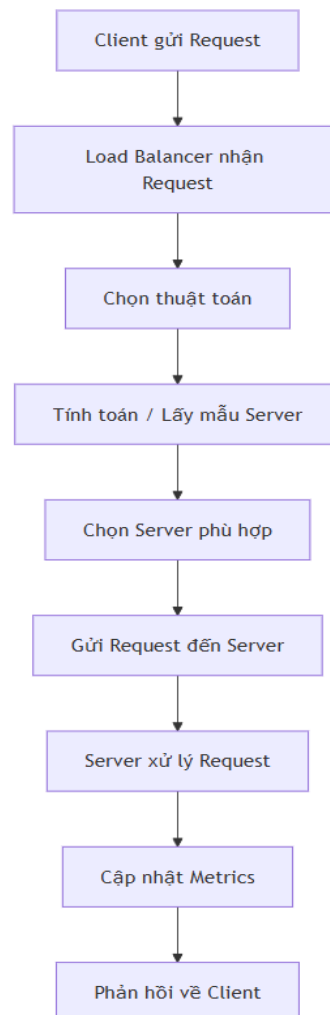 Client gửi Request
Load Balancer nhận
Request
Chọn thuật toán
Tính toán / Lấy mẫu Server
Chọn Server phù hợp
Gửi Request đến Server
Server xử lý Request
Cập nhật Metrics
Phản hồi về Client